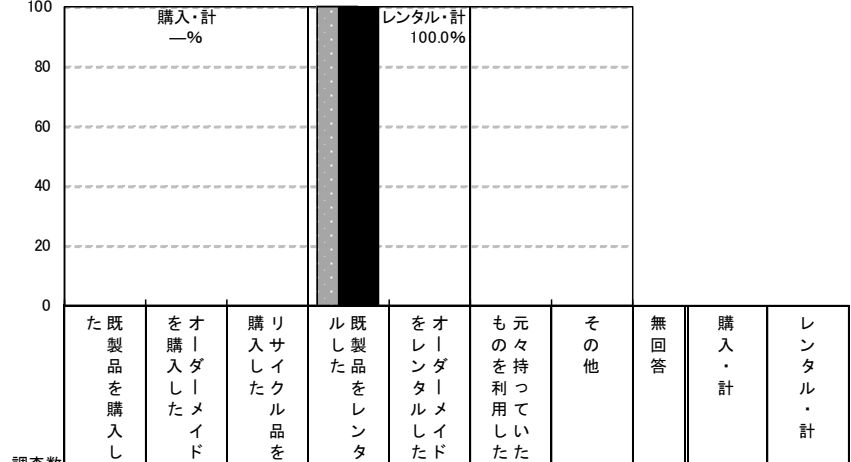 100
購入・計
―%
レンタル・計
100.0%
80
60
40
20
0
既製品を購入し
た
オーダーメイド
を購入した
リサイクル品を
購入した
既製品をレンタ
ルした
オーダーメイド
をレンタルした
元々持っていた
ものを利用した
その他
無回答
購入・計
レンタル・計
調査数